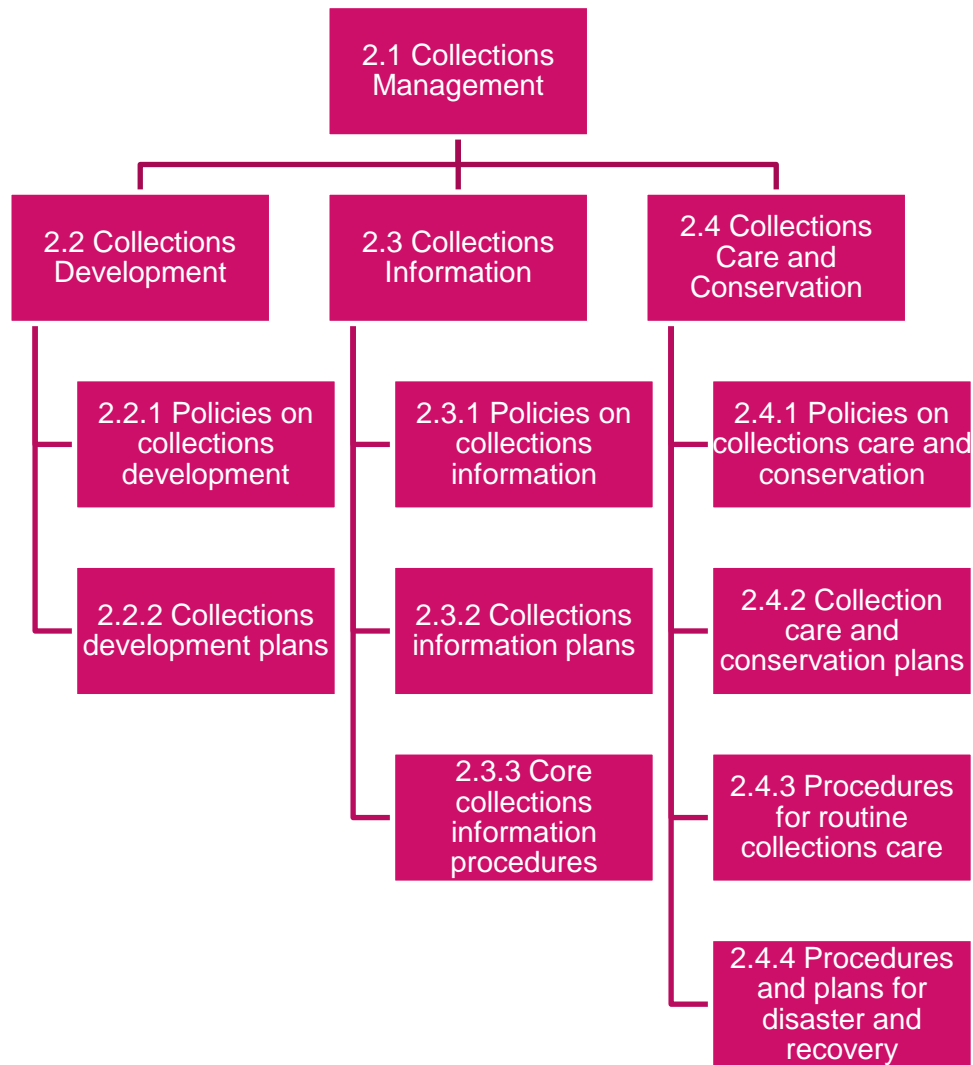 2.1 Collections
Management
2.2 Collections
Development
2.3 Collections
Information
2.4 Collections
Care and
Conservation
2.2.1 Policies on
collections
development
2.3.1 Policies on
collections
information
2.4.1 Policies on
collections care and
conservation
2.2.2 Collections
development plans
2.3.2 Collections
information plans
2.4.2 Collection
care and
conservation plans
2.3.3 Core
collections
information
procedures
2.4.3 Procedures
for routine
collections care
2.4.4 Procedures
and plans for
disaster and
recovery